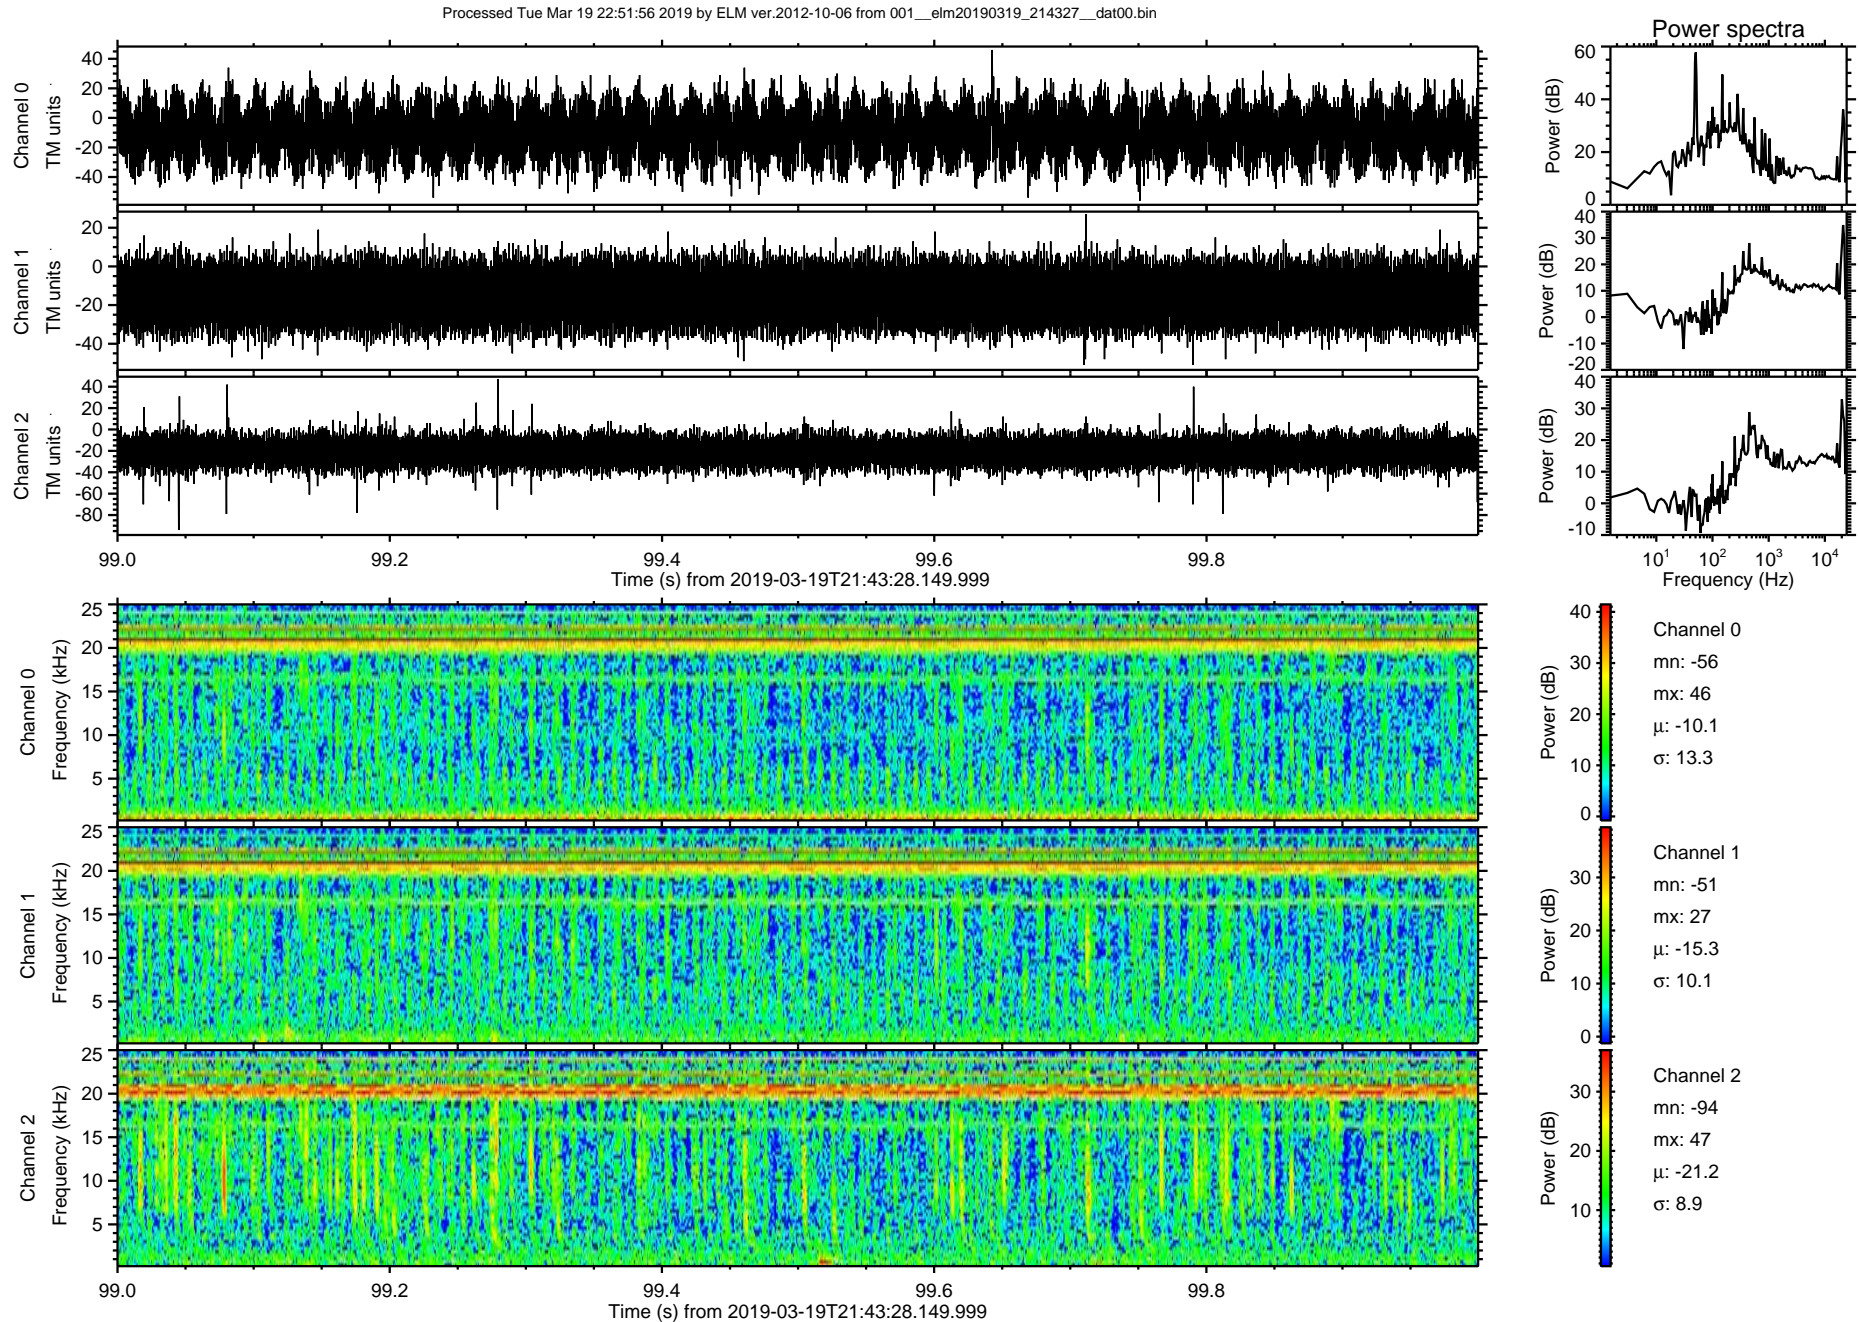 Processed Tue Mar 19 22:51:56 2019 by ELM ver.2012-10-06 from 001__elm20190319_214327__dat00.bin
Power spectra
Channel 0
TM units
40
20
0
-20
-40
Power (dB)
60
40
20
0
Channel 1
TM units
20
0
-20
-40
Power (dB)
40
30
20
10
0
-10
-20
Channel 2
TM units
40
20
0
-20
-40
-60
-80
Power (dB)
40
30
20
10
0
-10
99.0 99.2 99.4 99.6 99.8
Time (s) from 2019-03-19T21:43:28.149.999
10^1 10^2 10^3 10^4
Frequency (Hz)
Channel 0
Frequency (kHz)
25
20
15
10
5
Power (dB)
40
30
20
10
0
Channel 0
mn: -56
mx: 46
μ: -10.1
σ: 13.3
Channel 1
Frequency (kHz)
25
20
15
10
5
Power (dB)
30
20
10
0
Channel 1
mn: -51
mx: 27
μ: -15.3
σ: 10.1
Channel 2
Frequency (kHz)
25
20
15
10
5
Power (dB)
30
20
10
Channel 2
mn: -94
mx: 47
μ: -21.2
σ: 8.9
99.0 99.2 99.4 99.6 99.8
Time (s) from 2019-03-19T21:43:28.149.999